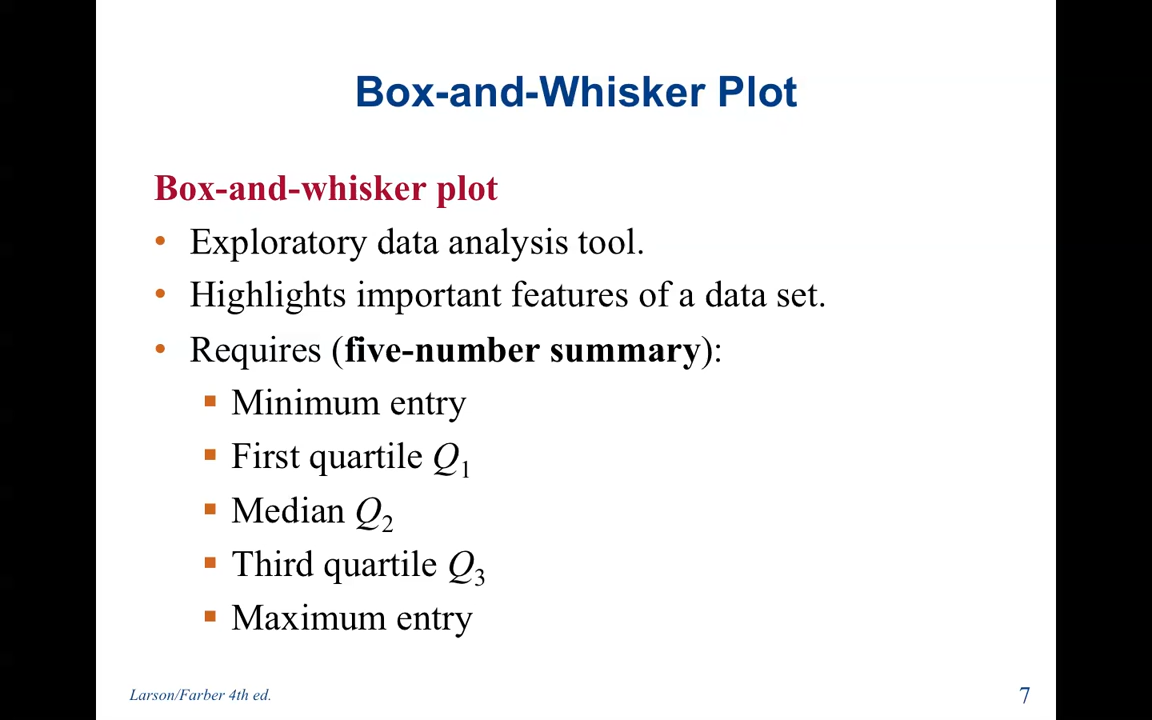 Box-and-Whisker Plot
Box-and-whisker plot
• Exploratory data analysis tool.
• Highlights important features of a data set.
• Requires (five-number summary):
▪ Minimum entry
▪ First quartile Q₁
▪ Median Q₂
▪ Third quartile Q₃
▪ Maximum entry
Larson/Farber 4th ed.
7